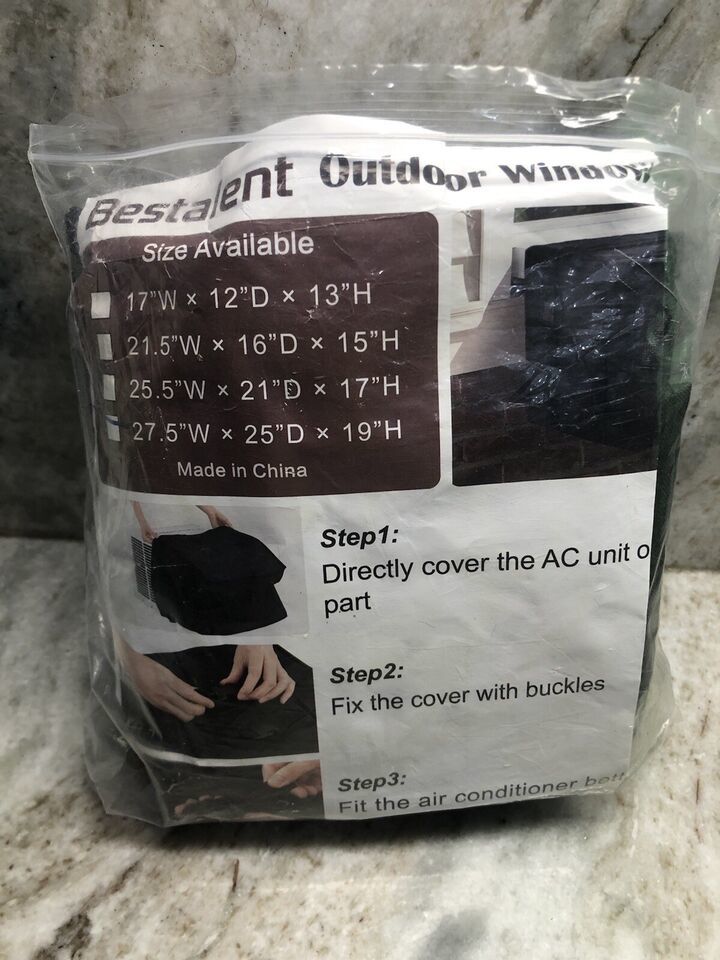 Bestalent Outdoor Window
Size Available
17"W × 12"D × 13"H
21.5"W × 16"D × 15"H
25.5"W × 21"D × 17"H
27.5"W × 25"D × 19"H
Made in China
Step1:
Directly cover the AC unit o
part
Step2:
Fix the cover with buckles
Step3:
Fit the air conditioner bett